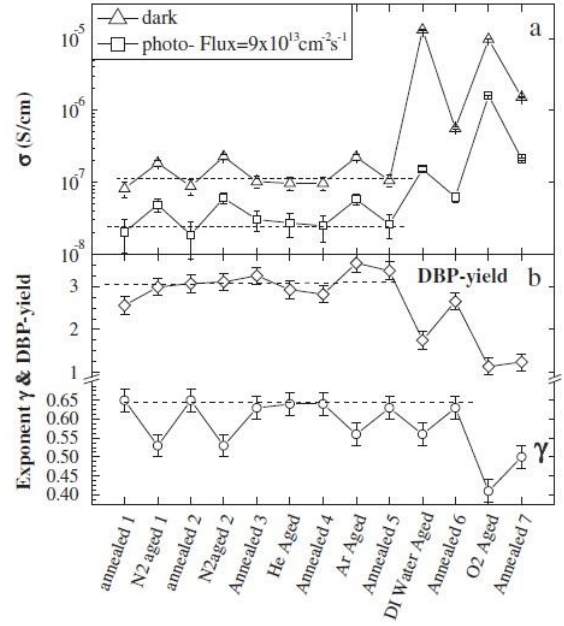 dark
photo- Flux=9x10¹³cm⁻²s⁻¹
a
10⁻⁵
10⁻⁶
10⁻⁷
10⁻⁸
σ (S/cm)
DBP-yield
b
3
2
1
0.65
0.60
0.55
0.50
0.45
0.40
γ
Exponent γ & DBP-yield
annealed 1
N2 aged 1
annealed 2
N2aged 2
Annealed 3
He Aged
Annealed 4
Ar Aged
Annealed 5
DI Water Aged
Annealed 6
O2 Aged
Annealed 7